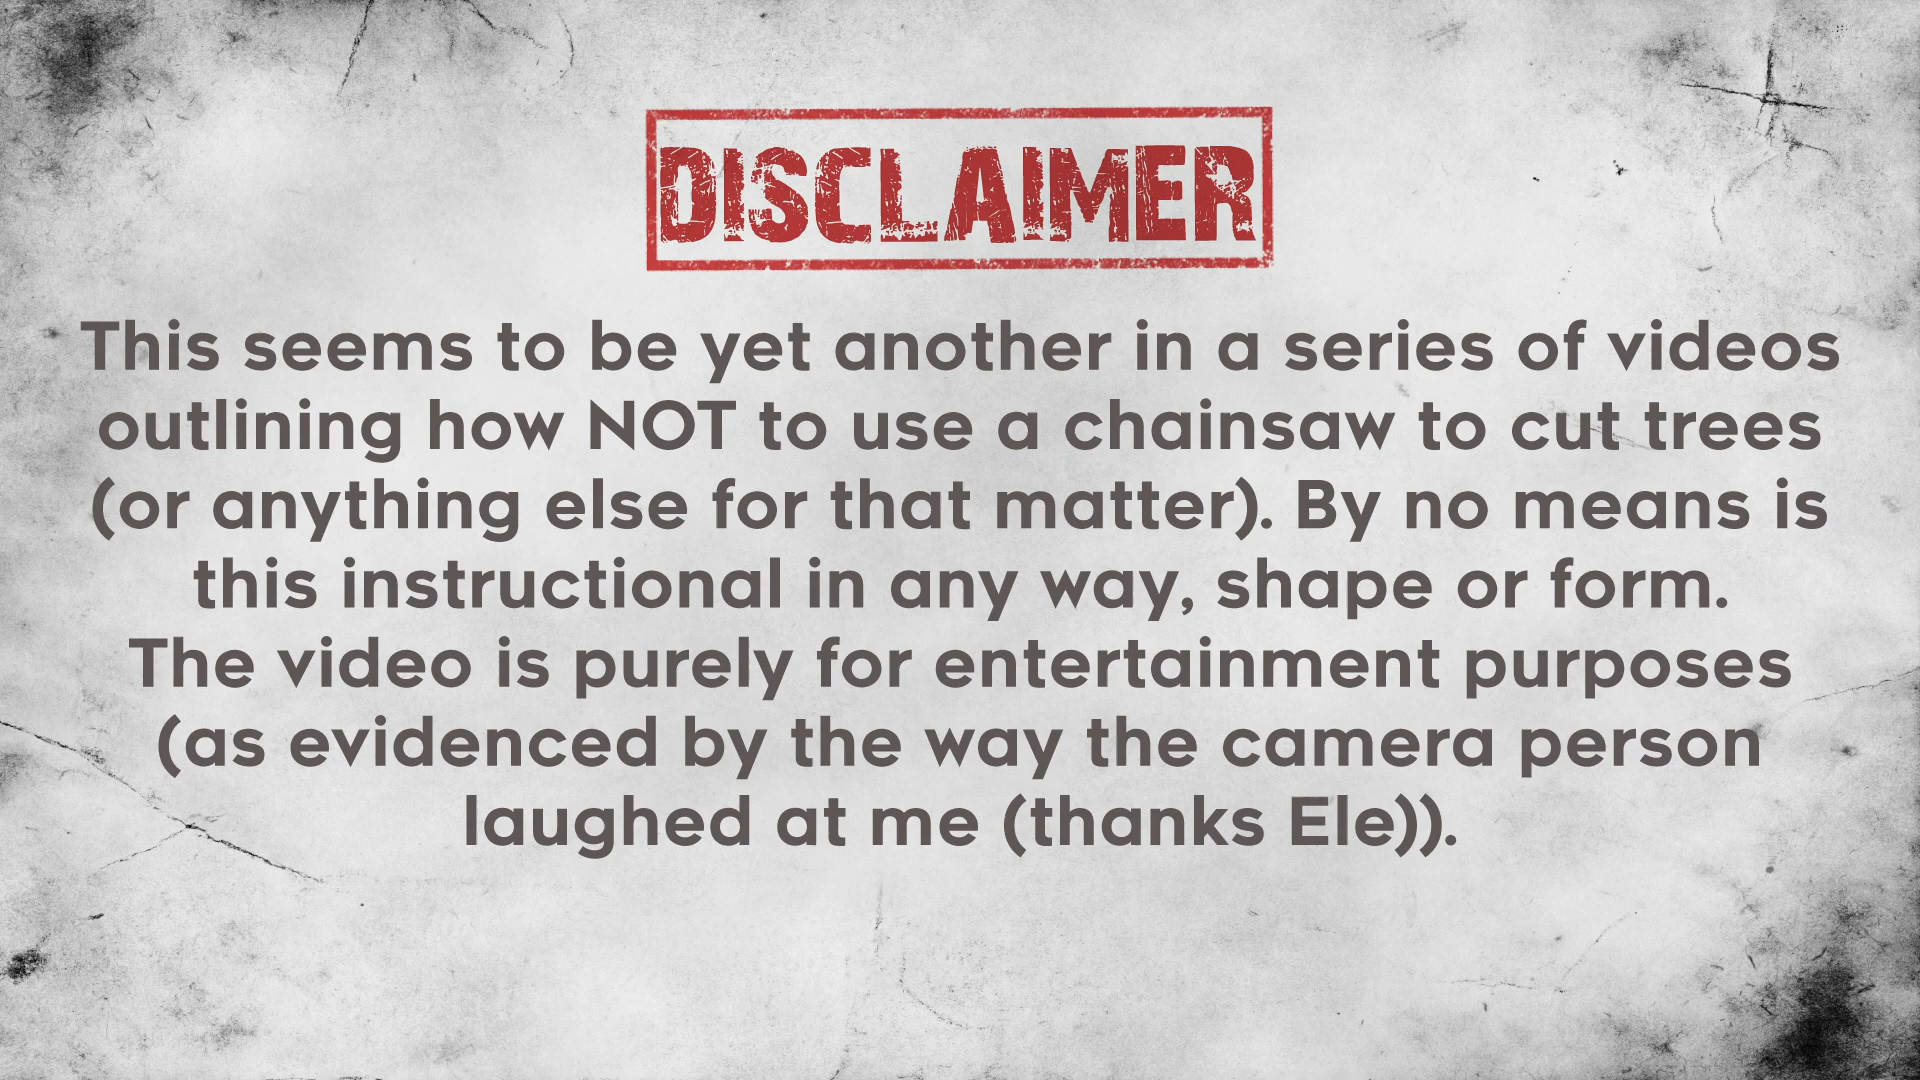 DISCLAIMER
This seems to be yet another in a series of videos
outlining how NOT to use a chainsaw to cut trees
(or anything else for that matter). By no means is
this instructional in any way, shape or form.
The video is purely for entertainment purposes
(as evidenced by the way the camera person
laughed at me (thanks Ele)).